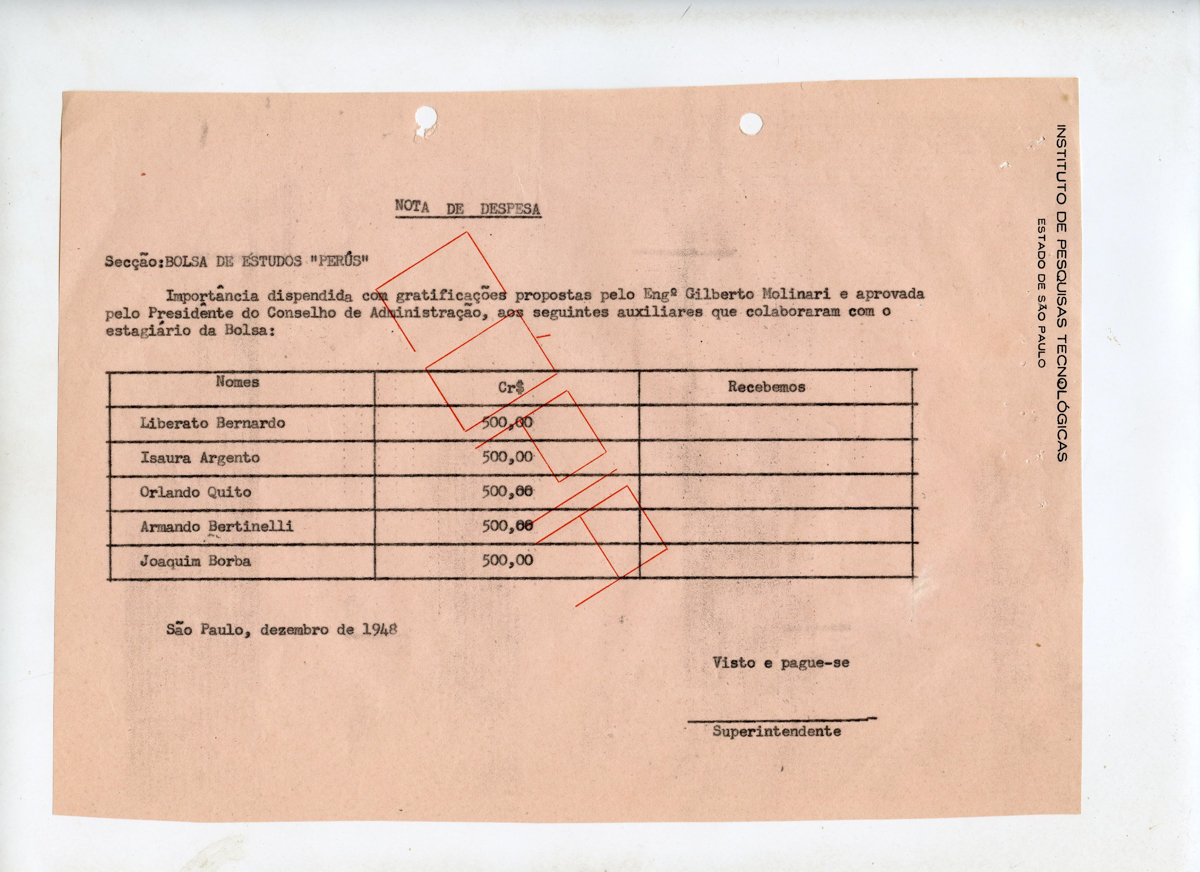 NOTA DE DESPESA
Secção:BOLSA DE ESTUDOS "PERÚS"
Importância dispendida com gratificações propostas pelo Engº Gilberto Molinari e aprovada
pelo Presidente do Conselho de Administração, aos seguintes auxiliares que colaboraram com o
estagiário da Bolsa:
Nomes Cr$ Recebemos
Liberato Bernardo 500,00
Isaura Argento 500,00
Orlando Quito 500,00
Armando Bertinelli 500,00
Joaquim Borba 500,00
São Paulo, dezembro de 1948
Visto e pague-se
Superintendente
INSTITUTO DE PESQUISAS TECNOLÓGICAS
ESTADO DE SÃO PAULO